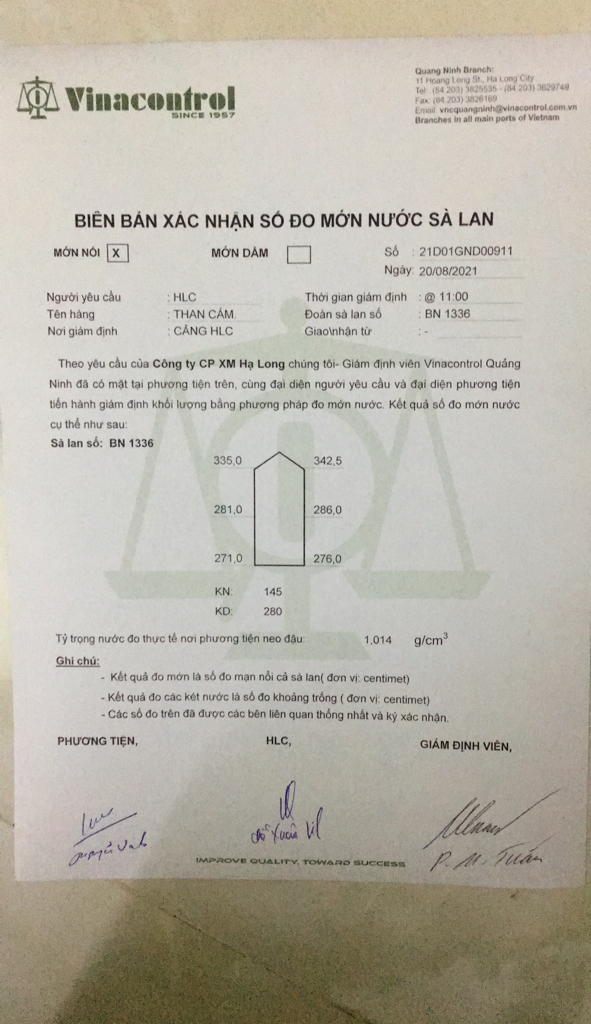 Vinacontrol
SINCE 1957
Quang Ninh Branch:
11 Hoang Long St., Ha Long City
Tel: (84 203) 3825535 - (84 203) 3829748
Fax: (84 203) 3826169
Email: vncquangninh@vinacontrol.com.vn
Branches in all main ports of Vietnam
BIÊN BẢN XÁC NHẬN SỐ ĐO MỚN NƯỚC SÀ LAN
MỚN NỔI X MỚN DẰM Số : 21D01GND00911
Ngày: 20/08/2021
Người yêu cầu : HLC Thời gian giám định : @ 11:00
Tên hàng : THAN CÁM. Đoàn sà lan số : BN 1336
Nơi giám định : CẢNG HLC Giao\nhận từ : -
Theo yêu cầu của Công ty CP XM Hạ Long chúng tôi- Giám định viên Vinacontrol Quảng
Ninh đã có mặt tại phương tiện trên, cùng đại diện người yêu cầu và đại diện phương tiện
tiến hành giám định khối lượng bằng phương pháp đo mớn nước. Kết quả số đo mớn nước
cụ thể như sau:
Sà lan số: BN 1336
335,0 342,5
281,0 286,0
271,0 276,0
KN: 145
KD: 280
Tỷ trọng nước đo thực tế nơi phương tiện neo đậu: 1,014 g/cm³
Ghi chú:
- Kết quả đo mớn là số đo mạn nổi cả sà lan( đơn vị: centimet)
- Kết quả đo các két nước là số đo khoảng trống ( đơn vị: centimet)
- Các số đo trên đã được các bên liên quan thống nhất và ký xác nhận.
PHƯƠNG TIỆN, HLC, GIÁM ĐỊNH VIÊN,
P. M. Tuấn
IMPROVE QUALITY, TOWARD SUCCESS